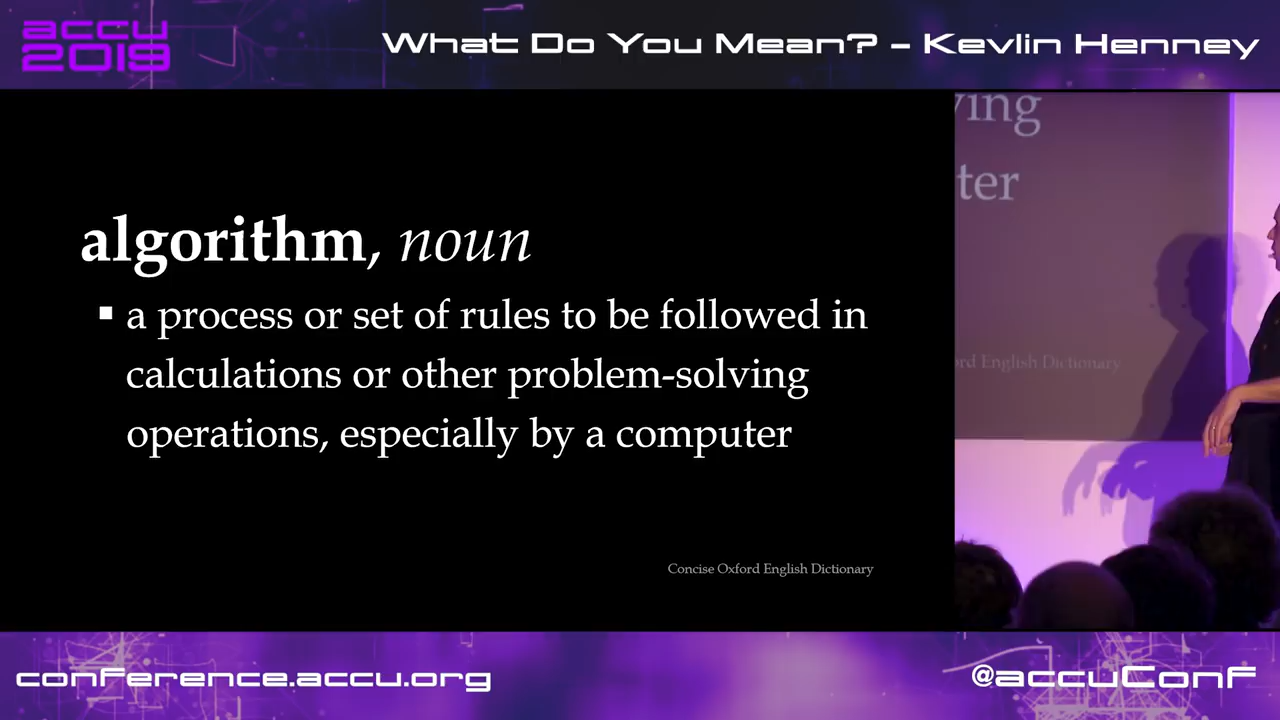 accu
2019
What Do You Mean? – Kevlin Henney
algorithm, noun
▪ a process or set of rules to be followed in
calculations or other problem-solving
operations, especially by a computer
Concise Oxford English Dictionary
ving
ter
ord English Dictionary
conference.accu.org
@accuConf